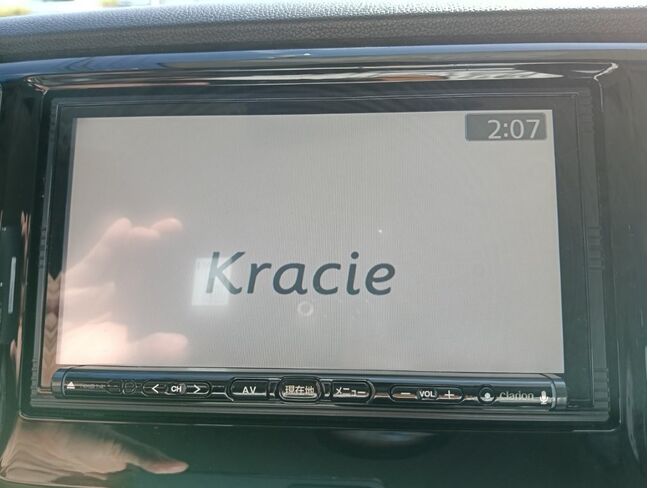 2:07
Kracie
< CH >
AV
現在地
メニュー
− VOL +
clarion